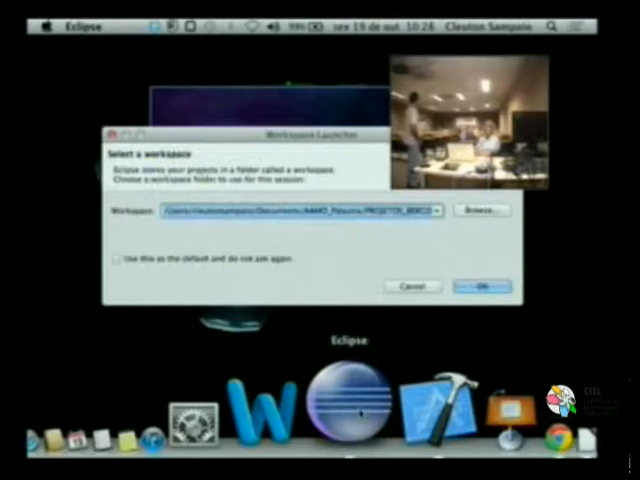 Eclipse 99% sex 19 de out 10:28 Cleuton Sampaio
Workspace Launcher
Select a workspace
Eclipse stores your projects in a folder called a workspace.
Choose a workspace folder to use for this session.
Workspace:
Browse...
Use this as the default and do not ask again
Cancel OK
Eclipse
CISL